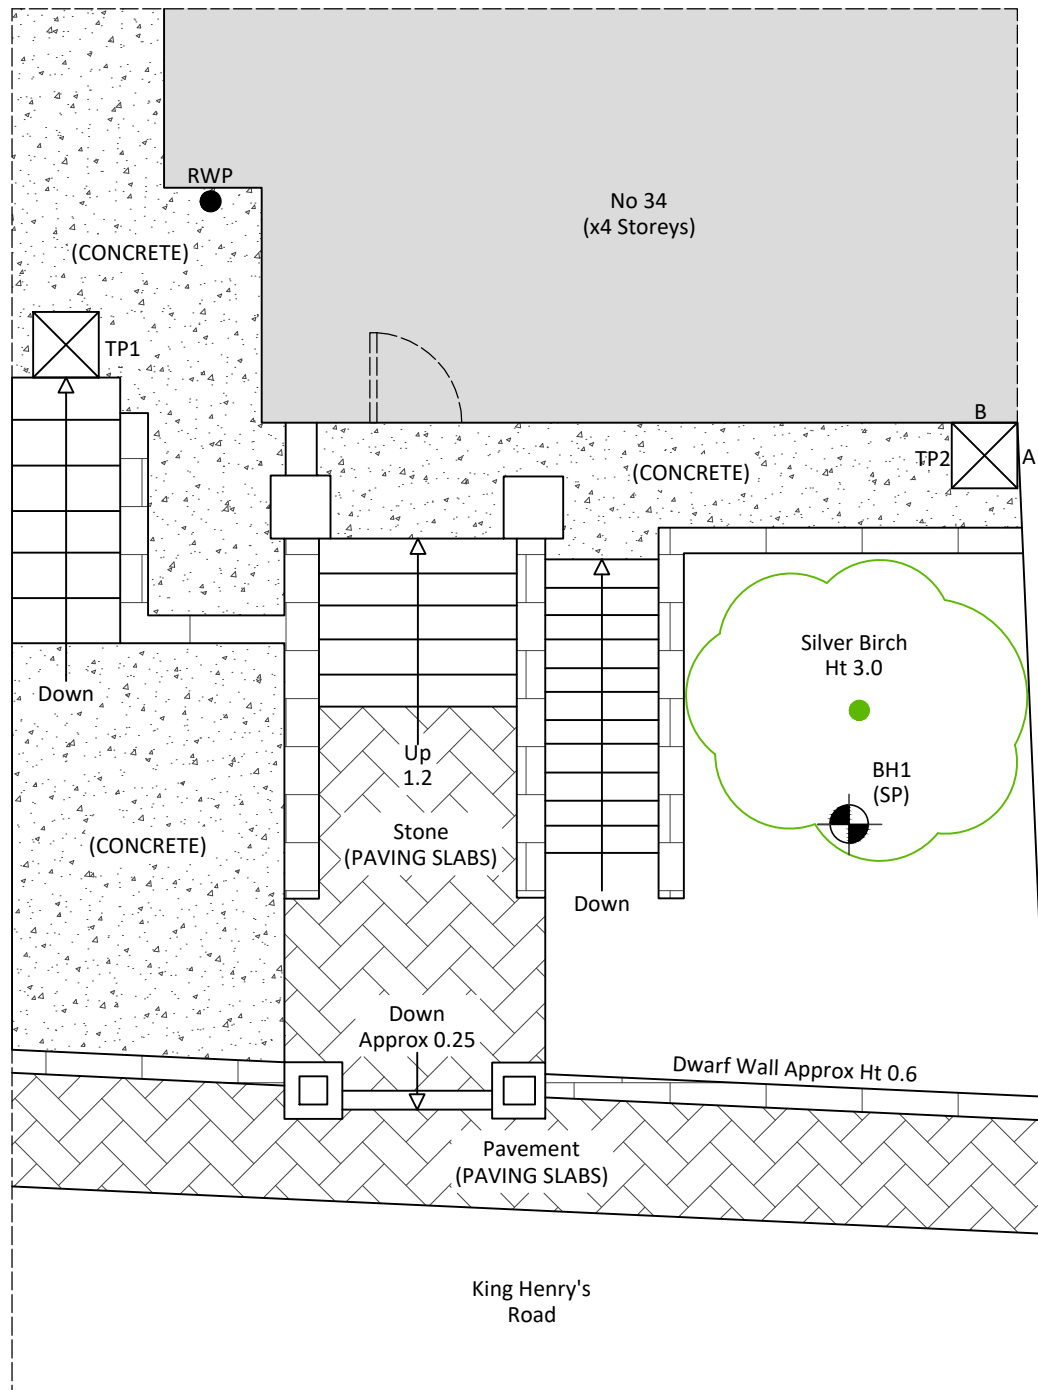 RWP
No 34
(x4 Storeys)
(CONCRETE)
TP1
B
TP2
A
(CONCRETE)
Silver Birch
Ht 3.0
Down
Up
1.2
BH1
(SP)
Stone
(PAVING SLABS)
(CONCRETE)
Down
Down
Approx 0.25
Dwarf Wall Approx Ht 0.6
Pavement
(PAVING SLABS)
King Henry's
Road